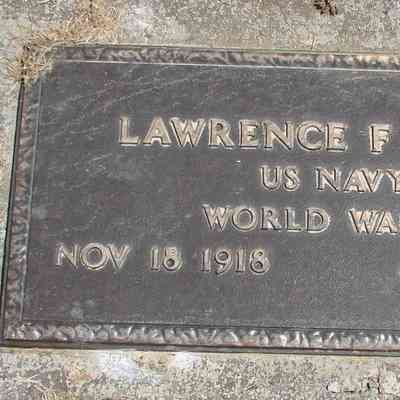 LAWRENCE F
US NAVY
WORLD WA
NOV 18 1918